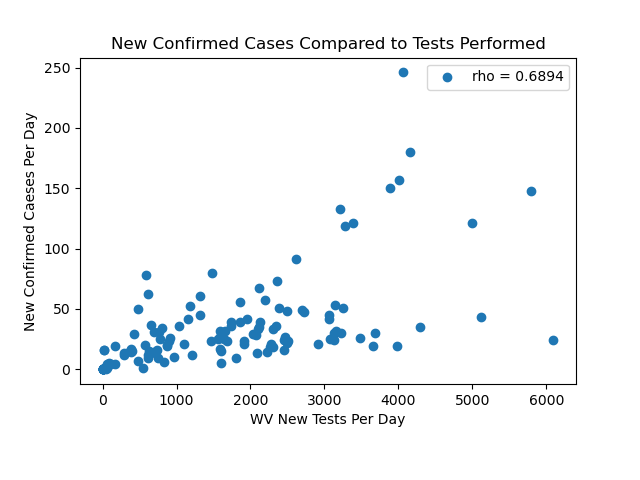 New Confirmed Cases Compared to Tests Performed
rho = 0.6894
New Confirmed Caeses Per Day
250
200
150
100
50
0
0 1000 2000 3000 4000 5000 6000
WV New Tests Per Day